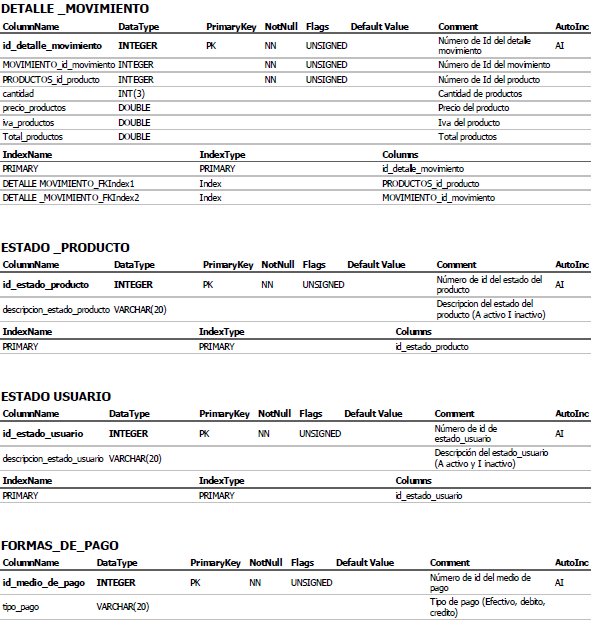 DETALLE _MOVIMIENTO
ColumnName DataType PrimaryKey NotNull Flags Default Value Comment AutoInc
id_detalle_movimiento INTEGER PK NN UNSIGNED Número de Id del detalle movimiento AI
MOVIMIENTO_id_movimiento INTEGER NN UNSIGNED Número de Id del movimiento
PRODUCTOS_id_producto INTEGER NN UNSIGNED Número de Id del producto
cantidad INT(3) Cantidad de productos
precio_productos DOUBLE Precio del producto
iva_productos DOUBLE Iva del producto
Total_productos DOUBLE Total productos
IndexName IndexType Columns
PRIMARY PRIMARY id_detalle_movimiento
DETALLE MOVIMIENTO_FKIndex1 Index PRODUCTOS_id_producto
DETALLE _MOVIMIENTO_FKIndex2 Index MOVIMIENTO_id_movimiento
ESTADO _PRODUCTO
ColumnName DataType PrimaryKey NotNull Flags Default Value Comment AutoInc
id_estado_producto INTEGER PK NN UNSIGNED Número de id del estado del producto AI
descripcion_estado_producto VARCHAR(20) Descripcion del estado del producto (A activo I inactivo)
IndexName IndexType Columns
PRIMARY PRIMARY id_estado_producto
ESTADO USUARIO
ColumnName DataType PrimaryKey NotNull Flags Default Value Comment AutoInc
id_estado_usuario INTEGER PK NN UNSIGNED Número de id de estado_usuario AI
descripcion_estado_usuario VARCHAR(20) Descripción del estado_usuario (A activo y I inactivo)
IndexName IndexType Columns
PRIMARY PRIMARY id_estado_usuario
FORMAS_DE_PAGO
ColumnName DataType PrimaryKey NotNull Flags Default Value Comment AutoInc
id_medio_de_pago INTEGER PK NN UNSIGNED Número de id del medio de pago AI
tipo_pago VARCHAR(20) Tipo de pago (Efectivo, debito, credito)